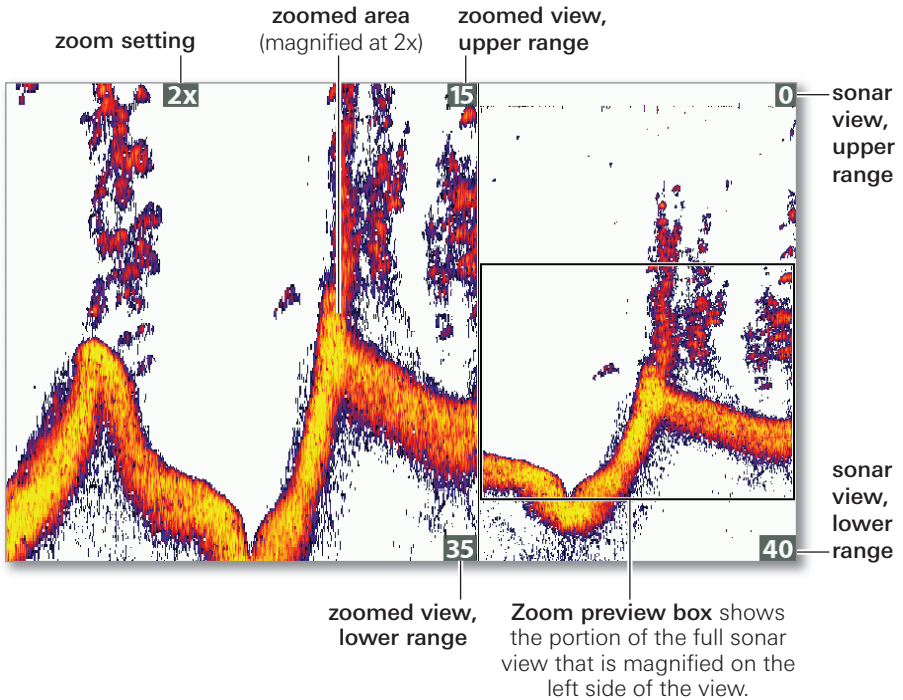 zoom setting
zoomed area
(magnified at 2x)
zoomed view,
upper range
2x
15
0
sonar
view,
upper
range
35
40
sonar
view,
lower
range
zoomed view,
lower range
Zoom preview box shows
the portion of the full sonar
view that is magnified on the
left side of the view.